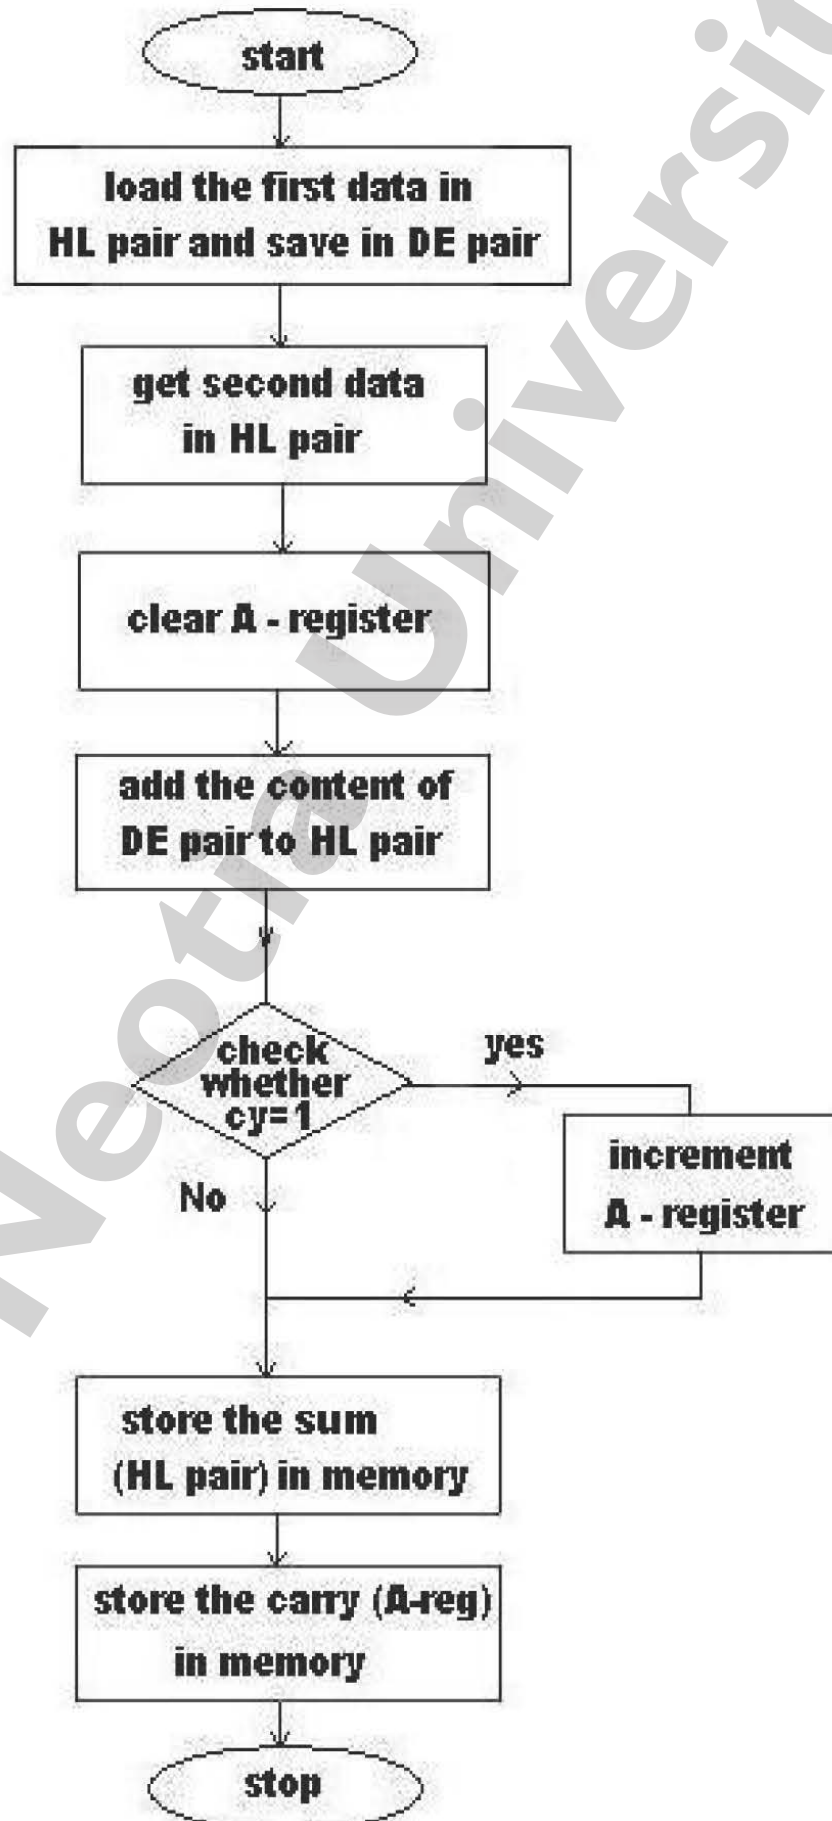 start
load the first data in
HL pair and save in DE pair
get second data
in HL pair
clear A - register
add the content of
DE pair to HL pair
check
whether
cy=1
yes
increment
A - register
No
store the sum
(HL pair) in memory
store the carry (A-reg)
in memory
stop
Neotia Universit